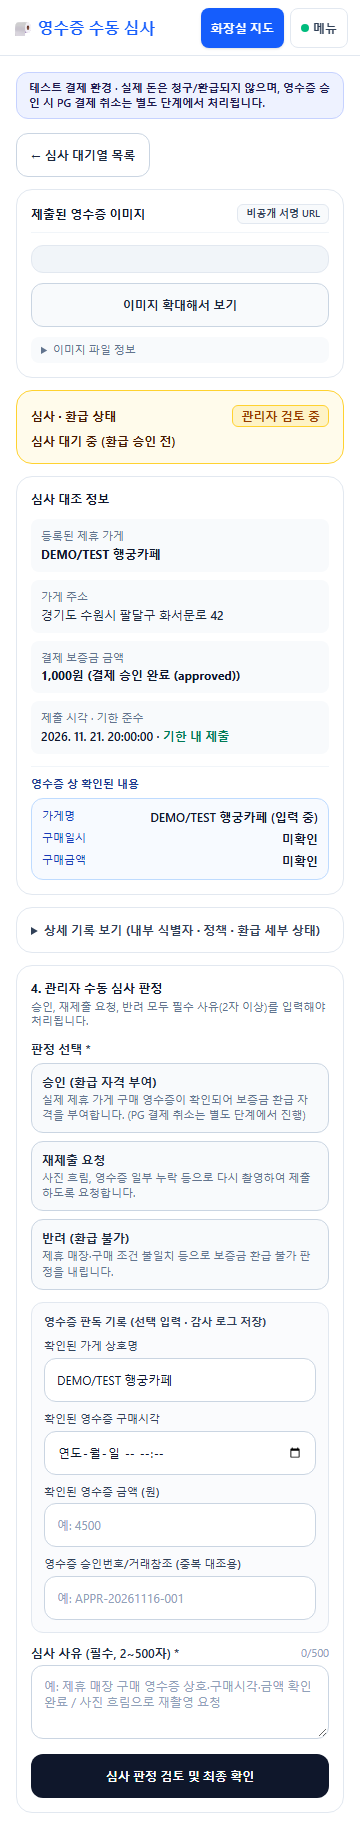 영수증 수동 심사
화장실 지도
메뉴
테스트 결제 환경 · 실제 돈은 청구/환급되지 않으며, 영수증 승
인 시 PG 결제 취소는 별도 단계에서 처리됩니다.
← 심사 대기열 목록
제출된 영수증 이미지
비공개 서명 URL
이미지 확대해서 보기
▶ 이미지 파일 정보
심사 · 환급 상태
관리자 검토 중
심사 대기 중 (환급 승인 전)
심사 대조 정보
등록된 제휴 가게
DEMO/TEST 행궁카페
가게 주소
경기도 수원시 팔달구 화서문로 42
결제 보증금 금액
1,000원 (결제 승인 완료 (approved))
제출 시각 · 기한 준수
2026. 11. 21. 20:00:00 · 기한 내 제출
영수증 상 확인된 내용
가게명 DEMO/TEST 행궁카페 (입력 중)
구매일시 미확인
구매금액 미확인
▶ 상세 기록 보기 (내부 식별자 · 정책 · 환급 세부 상태)
4. 관리자 수동 심사 판정
승인, 재제출 요청, 반려 모두 필수 사유(2자 이상)를 입력해야
처리됩니다.
판정 선택 *
승인 (환급 자격 부여)
실제 제휴 가게 구매 영수증이 확인되어 보증금 환급 자
격을 부여합니다. (PG 결제 취소는 별도 단계에서 진행)
재제출 요청
사진 흐림, 영수증 일부 누락 등으로 다시 촬영하여 제출
하도록 요청합니다.
반려 (환급 불가)
제휴 매장·구매 조건 불일치 등으로 보증금 환급 불가 판
정을 내립니다.
영수증 판독 기록 (선택 입력 · 감사 로그 저장)
확인된 가게 상호명
DEMO/TEST 행궁카페
확인된 영수증 구매시각
연도-월-일 -- --:--
확인된 영수증 금액 (원)
예: 4500
영수증 승인번호/거래참조 (중복 대조용)
예: APPR-20261116-001
심사 사유 (필수, 2~500자) *
0/500
예: 제휴 매장 구매 영수증 상호·구매시각·금액 확인
완료 / 사진 흐림으로 재촬영 요청
심사 판정 검토 및 최종 확인